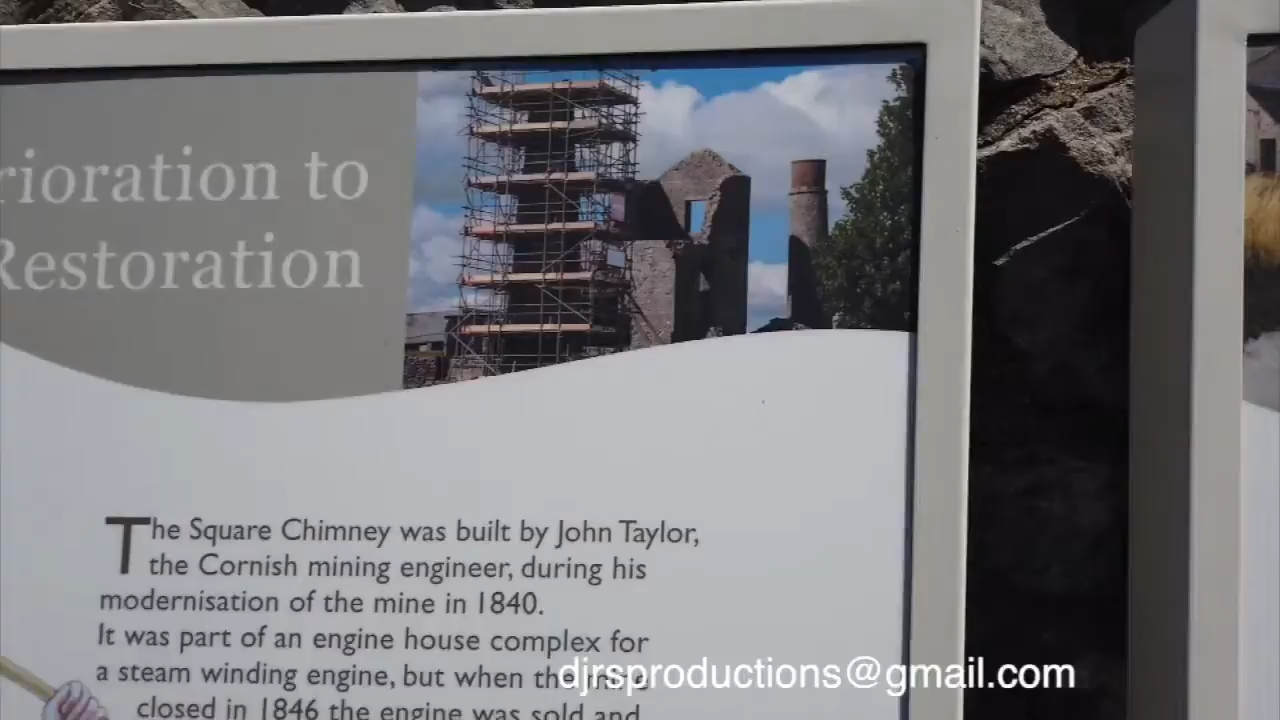 rioration to
Restoration
The Square Chimney was built by John Taylor,
the Cornish mining engineer, during his
modernisation of the mine in 1840.
It was part of an engine house complex for
a steam winding engine, but when the mine
closed in 1846 the engine was sold and
djrsproductions@gmail.com